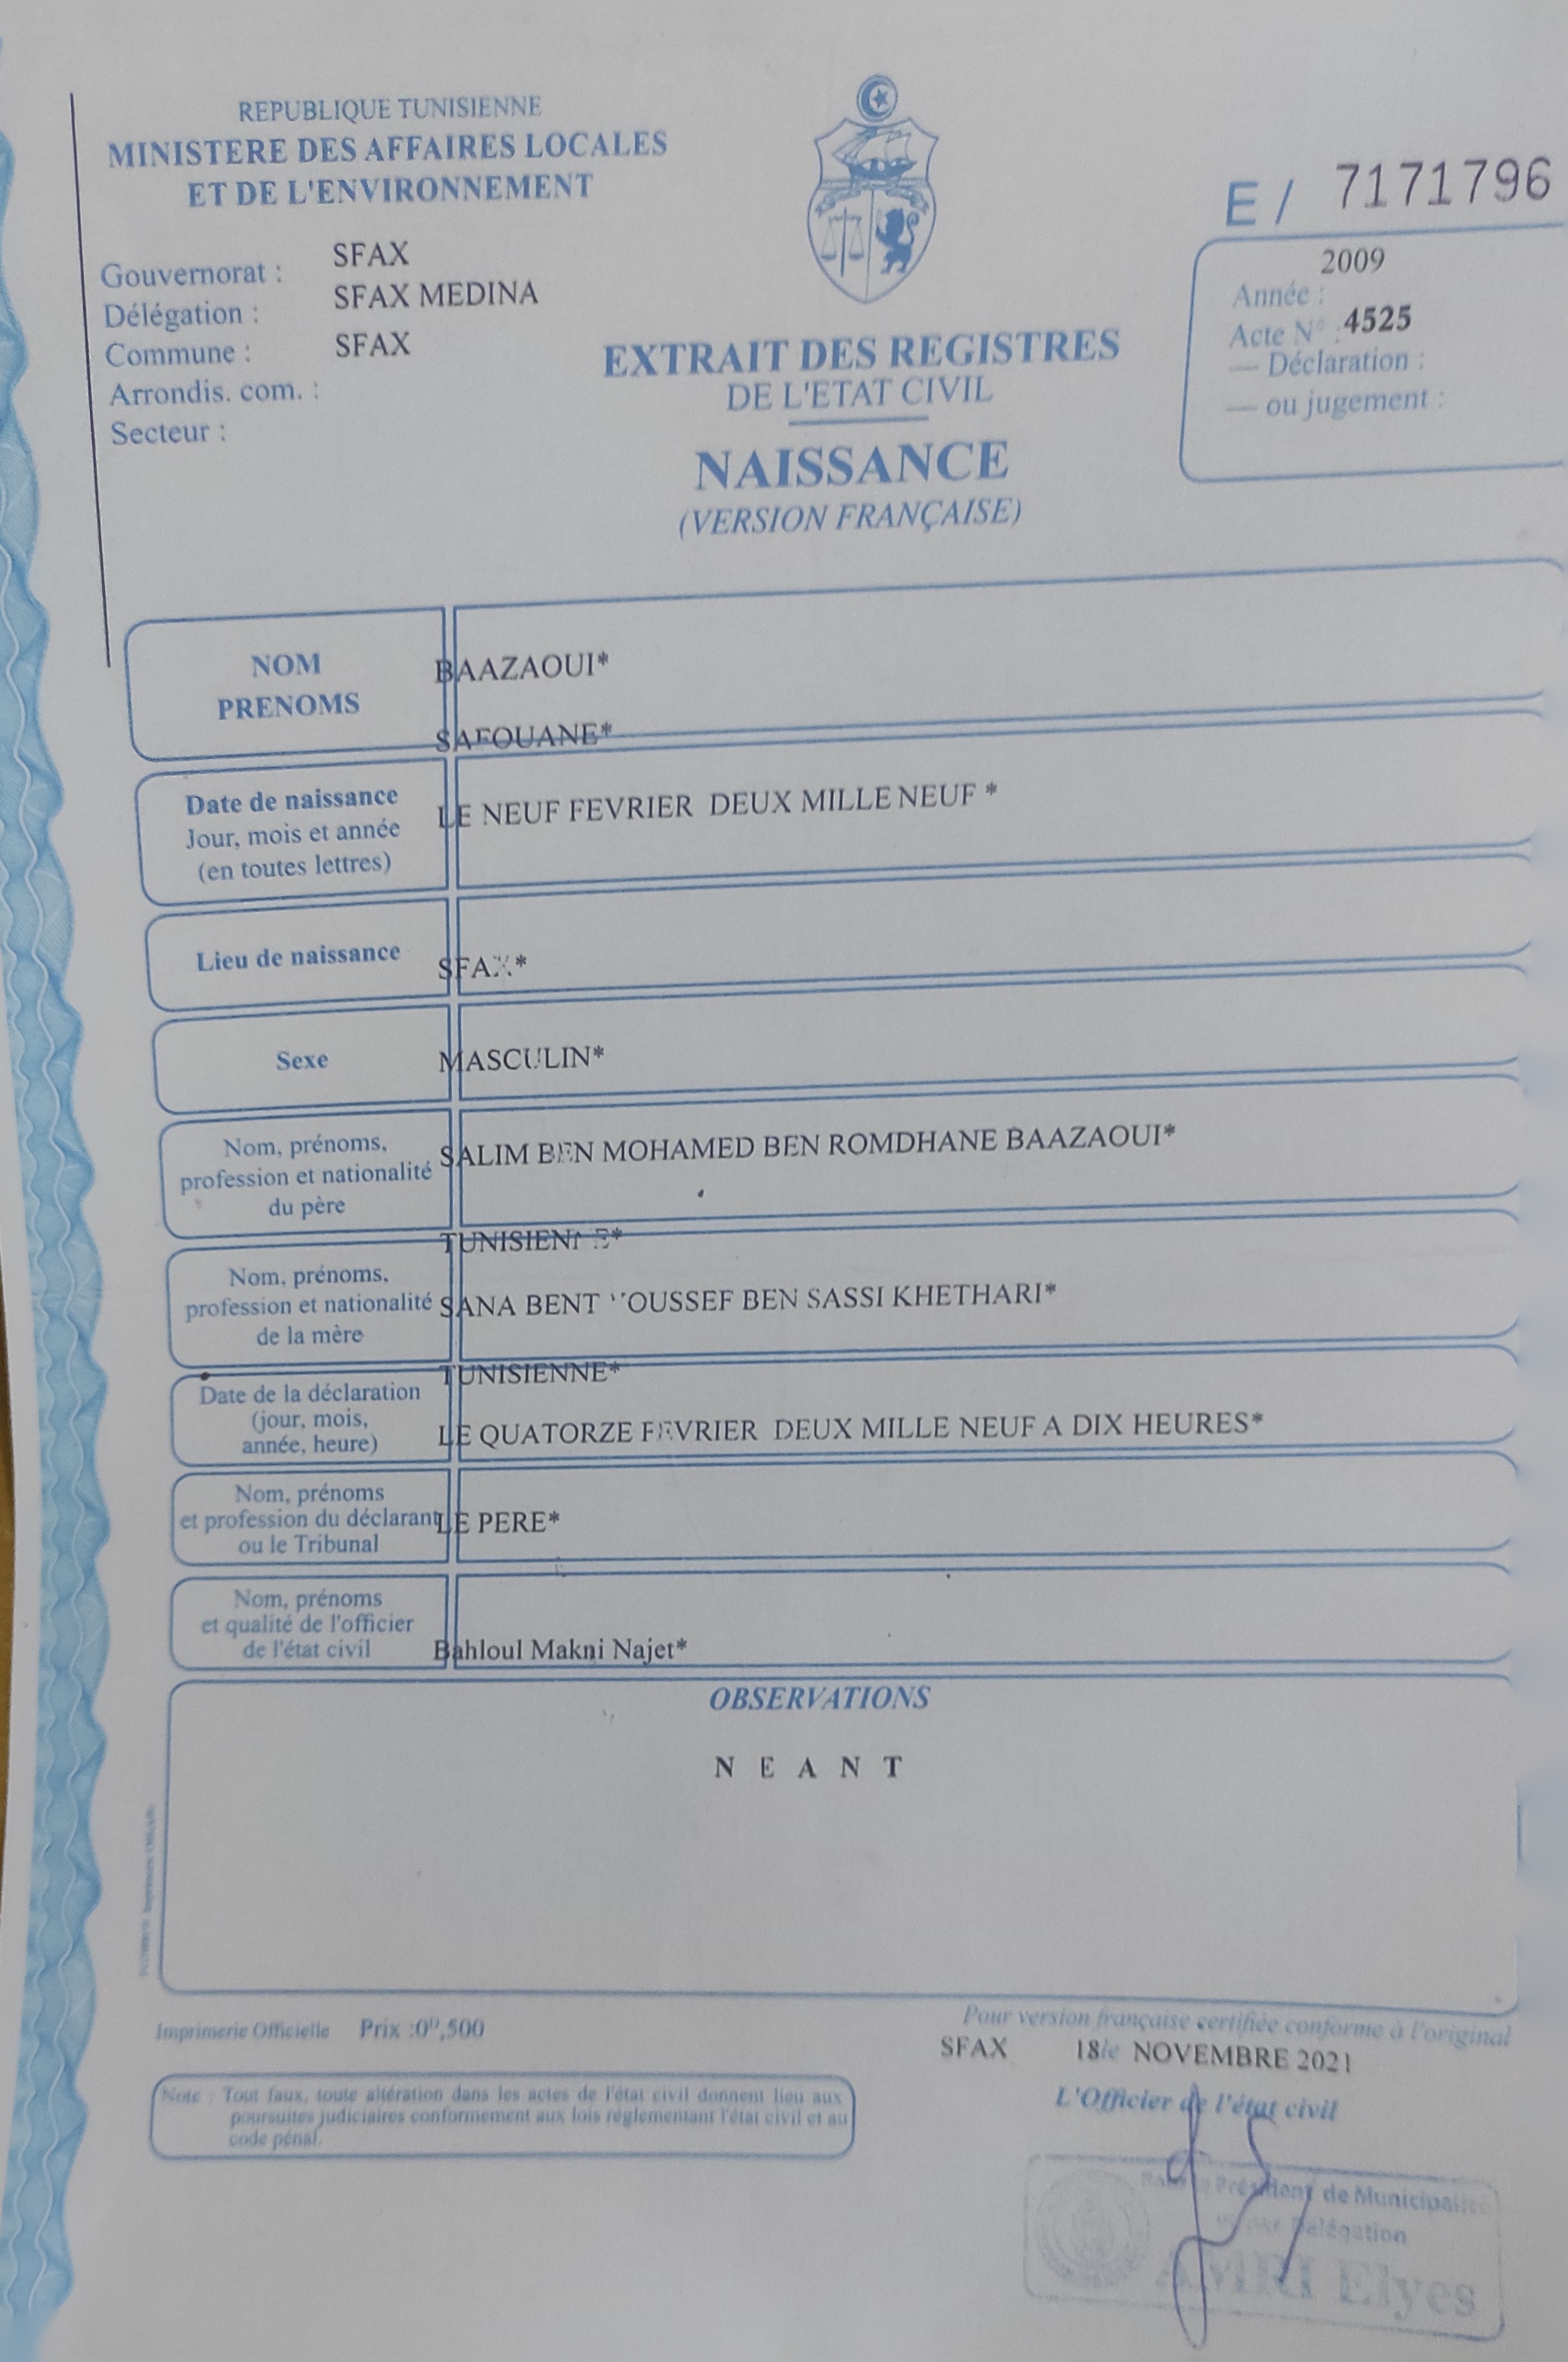 REPUBLIQUE TUNISIENNE
MINISTERE DES AFFAIRES LOCALES
ET DE L'ENVIRONNEMENT
Gouvernorat : SFAX
Délégation : SFAX MEDINA
Commune : SFAX
Arrondis. com. :
Secteur :
E / 7171796
2009
Année :
Acte N° : 4525
— Déclaration :
— ou jugement :
EXTRAIT DES REGISTRES
DE L'ETAT CIVIL
NAISSANCE
(VERSION FRANÇAISE)
NOM
PRENOMS
BAAZAOUI*
SAFOUANE*
Date de naissance
Jour, mois et année
(en toutes lettres)
LE NEUF FEVRIER DEUX MILLE NEUF *
Lieu de naissance
SFAX*
Sexe
MASCULIN*
Nom, prénoms,
profession et nationalité
du père
SALIM BEN MOHAMED BEN ROMDHANE BAAZAOUI*
TUNISIENNE*
Nom, prénoms,
profession et nationalité
de la mère
SANA BENT YOUSSEF BEN SASSI KHETHARI*
TUNISIENNE*
Date de la déclaration
(jour, mois,
année, heure)
LE QUATORZE FEVRIER DEUX MILLE NEUF A DIX HEURES*
Nom, prénoms
et profession du déclarant
ou le Tribunal
LE PERE*
Nom, prénoms
et qualité de l'officier
de l'état civil
Bahloul Makni Najet*
OBSERVATIONS
N E A N T
Imprimerie Officielle Prix :0ᴰ,500
Pour version française certifiée conforme à l'original
SFAX 18 le NOVEMBRE 2021
L'Officier de l'état civil
Note : Tout faux, toute altération dans les actes de l'état civil donnent lieu aux
poursuites judiciaires conformement aux lois réglementant l'état civil et au
code pénal.
Président de Municipalité
Délégation
AMRI Elyes